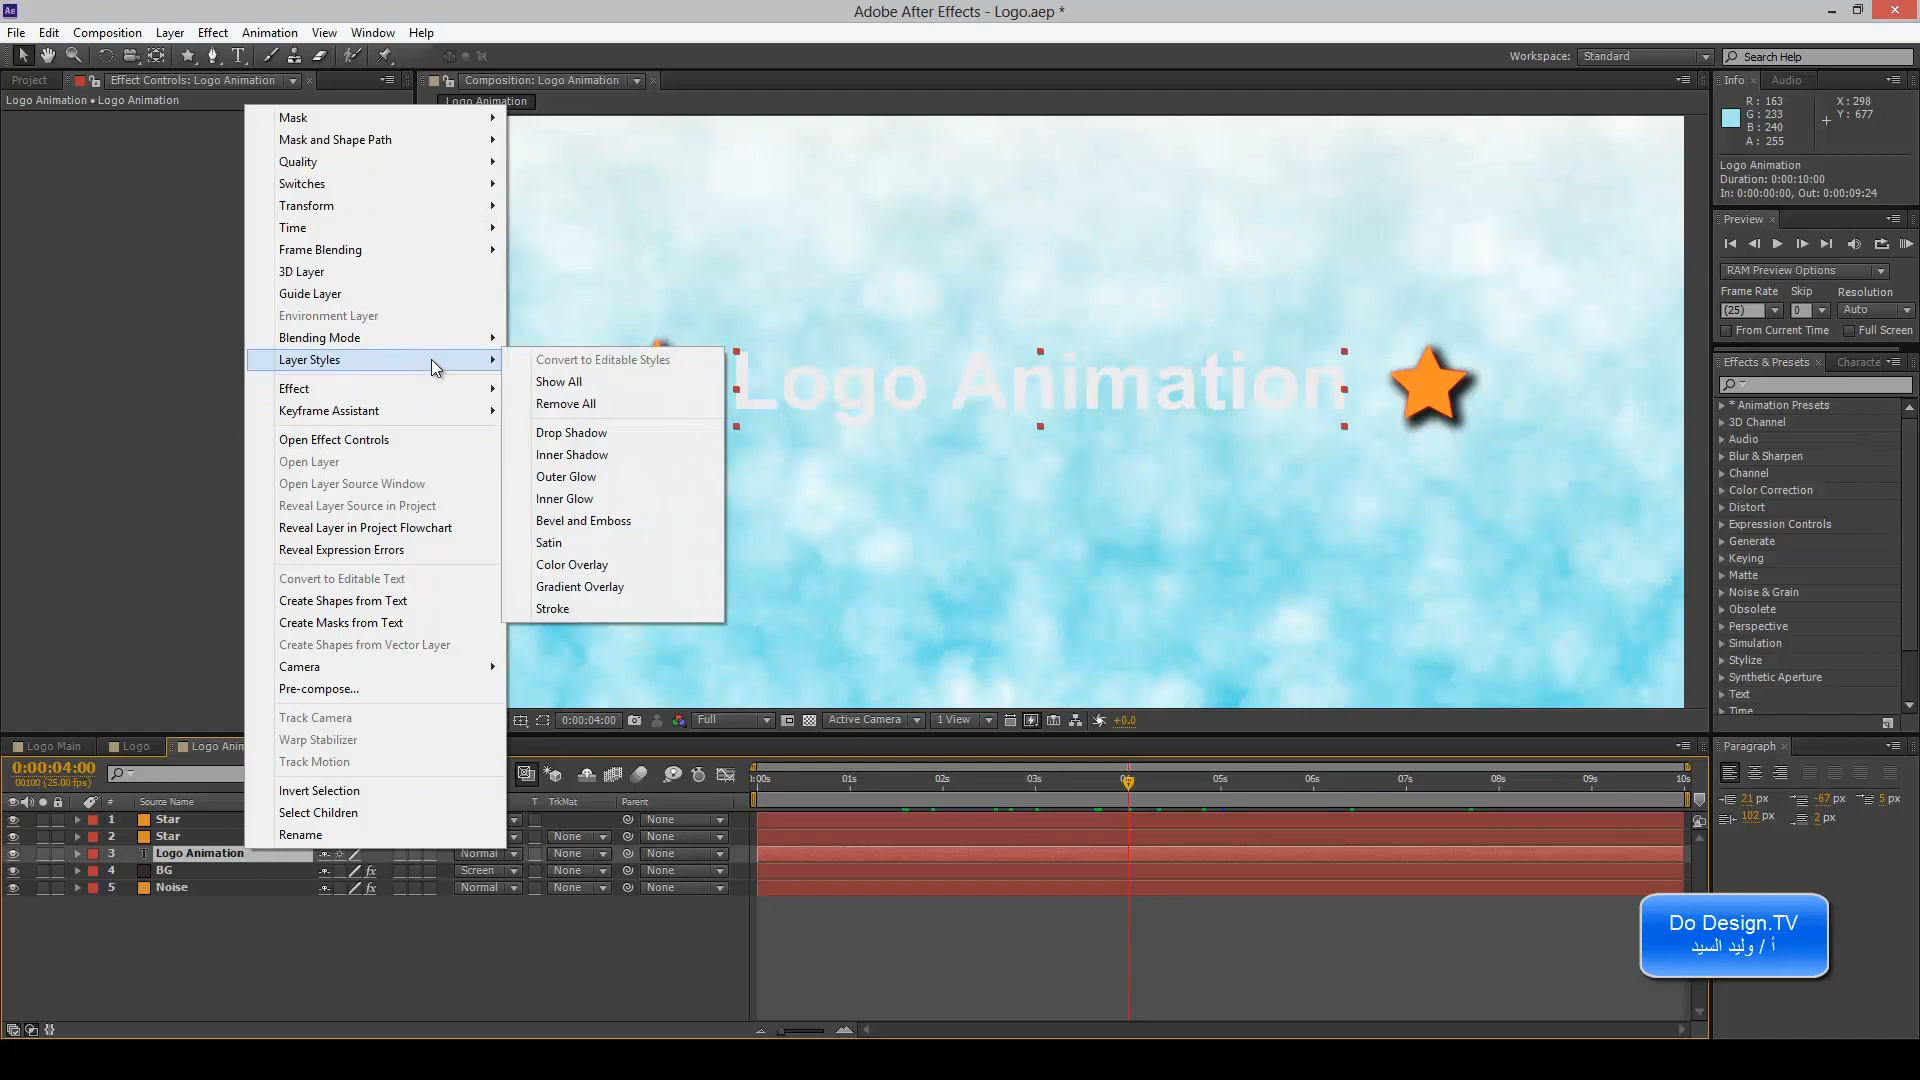 Adobe After Effects - Logo.aep *
File Edit Composition Layer Effect Animation View Window Help
Workspace: Standard Search Help
Project Effect Controls: Logo Animation Composition: Logo Animation Info Audio
Logo Animation • Logo Animation
Logo Animation
R : 163 X : 298
G : 233 Y : 677
B : 240
A : 255
Logo Animation
Duration: 0:00:10:00
In: 0:00:00:00, Out: 0:00:09:24
Preview
RAM Preview Options
Frame Rate Skip Resolution
(25) 0 Auto
From Current Time Full Screen
Effects & Presets Characte
* Animation Presets
3D Channel
Audio
Blur & Sharpen
Channel
Color Correction
Distort
Expression Controls
Generate
Keying
Matte
Noise & Grain
Obsolete
Perspective
Simulation
Stylize
Synthetic Aperture
Text
Time
Mask
Mask and Shape Path
Quality
Switches
Transform
Time
Frame Blending
3D Layer
Guide Layer
Environment Layer
Blending Mode
Layer Styles
Effect
Keyframe Assistant
Open Effect Controls
Open Layer
Open Layer Source Window
Reveal Layer Source in Project
Reveal Layer in Project Flowchart
Reveal Expression Errors
Convert to Editable Text
Create Shapes from Text
Create Masks from Text
Create Shapes from Vector Layer
Camera
Pre-compose...
Track Camera
Warp Stabilizer
Track Motion
Invert Selection
Select Children
Rename
Convert to Editable Styles
Show All
Remove All
Drop Shadow
Inner Shadow
Outer Glow
Inner Glow
Bevel and Emboss
Satin
Color Overlay
Gradient Overlay
Stroke
Logo Animation
0:00:04:00 Full Active Camera 1 View +0.0
Logo Main Logo Logo Anim
0:00:04:00
00100 (25.00 fps)
# Source Name T TrkMat Parent
:00s 01s 02s 03s 05s 06s 07s 08s 09s 10s
1 Star None
2 Star None None
3 Logo Animation Normal None None
4 BG fx Screen None None
5 Noise fx Normal None None
Paragraph
21 px -67 px 5 px
102 px 2 px
Do Design.TV
أ / وليد السيد